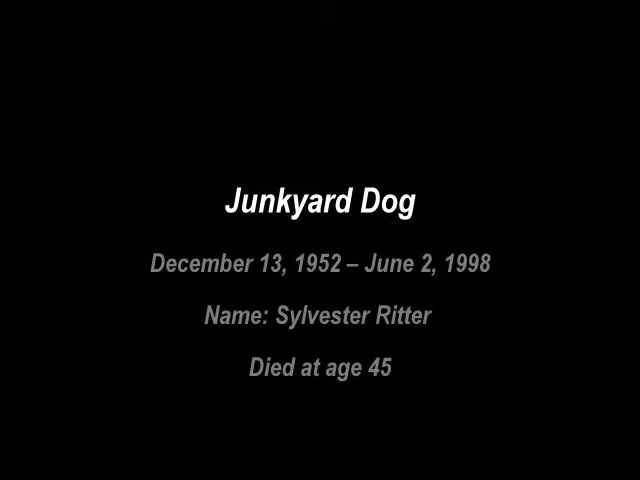 Junkyard Dog
December 13, 1952 – June 2, 1998
Name: Sylvester Ritter
Died at age 45